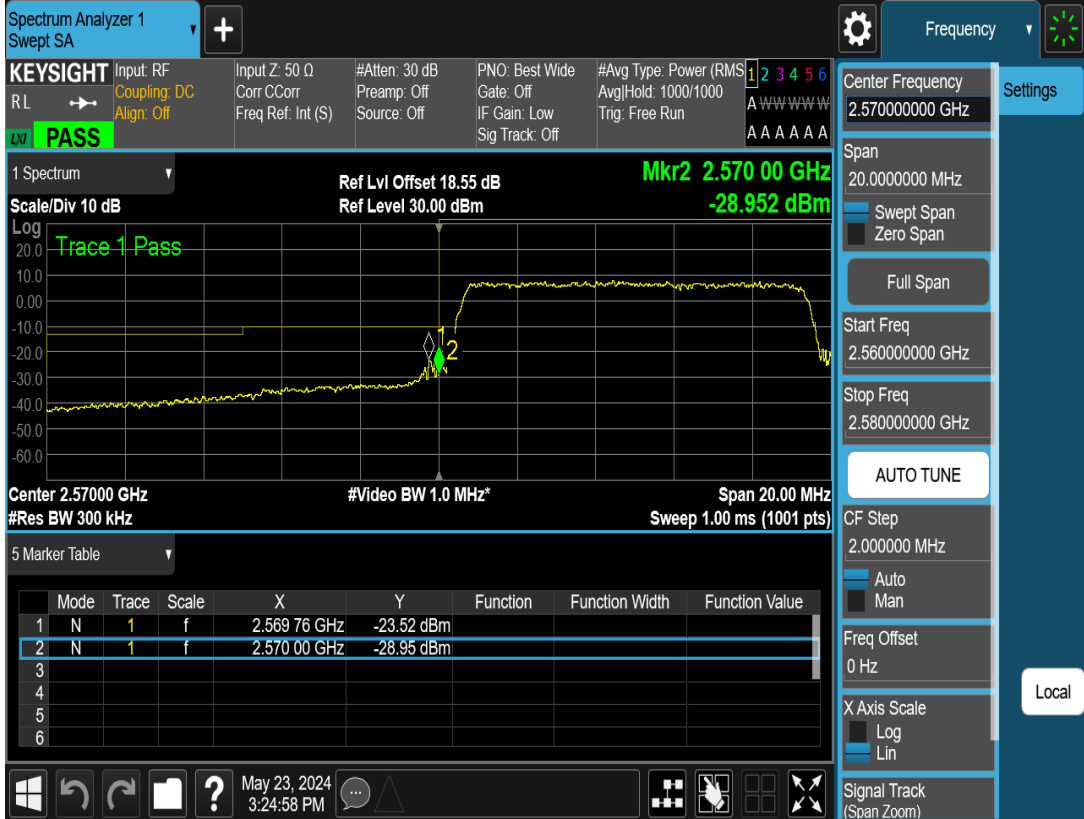 Spectrum Analyzer 1
Swept SA
+
Frequency
KEYSIGHT
RL
LXI
PASS
Input: RF
Coupling: DC
Align: Off
Input Z: 50 Ω
Corr CCorr
Freq Ref: Int (S)
#Atten: 30 dB
Preamp: Off
Source: Off
PNO: Best Wide
Gate: Off
IF Gain: Low
Sig Track: Off
#Avg Type: Power (RMS
Avg|Hold: 1000/1000
Trig: Free Run
1 2 3 4 5 6
A W W W W W
A A A A A A
1 Spectrum
Scale/Div 10 dB
Ref Lvl Offset 18.55 dB
Ref Level 30.00 dBm
Mkr2 2.570 00 GHz
-28.952 dBm
Log
Trace 1 Pass
20.0
10.0
0.00
-10.0
-20.0
-30.0
-40.0
-50.0
-60.0
1
2
Center 2.57000 GHz
#Res BW 300 kHz
#Video BW 1.0 MHz*
Span 20.00 MHz
Sweep 1.00 ms (1001 pts)
5 Marker Table
Mode Trace Scale X Y Function Function Width Function Value
1 N 1 f 2.569 76 GHz -23.52 dBm
2 N 1 f 2.570 00 GHz -28.95 dBm
3
4
5
6
Center Frequency
2.570000000 GHz
Settings
Span
20.0000000 MHz
Swept Span
Zero Span
Full Span
Start Freq
2.560000000 GHz
Stop Freq
2.580000000 GHz
AUTO TUNE
CF Step
2.000000 MHz
Auto
Man
Freq Offset
0 Hz
X Axis Scale
Log
Lin
Local
Signal Track
(Span Zoom)
?
May 23, 2024
3:24:58 PM